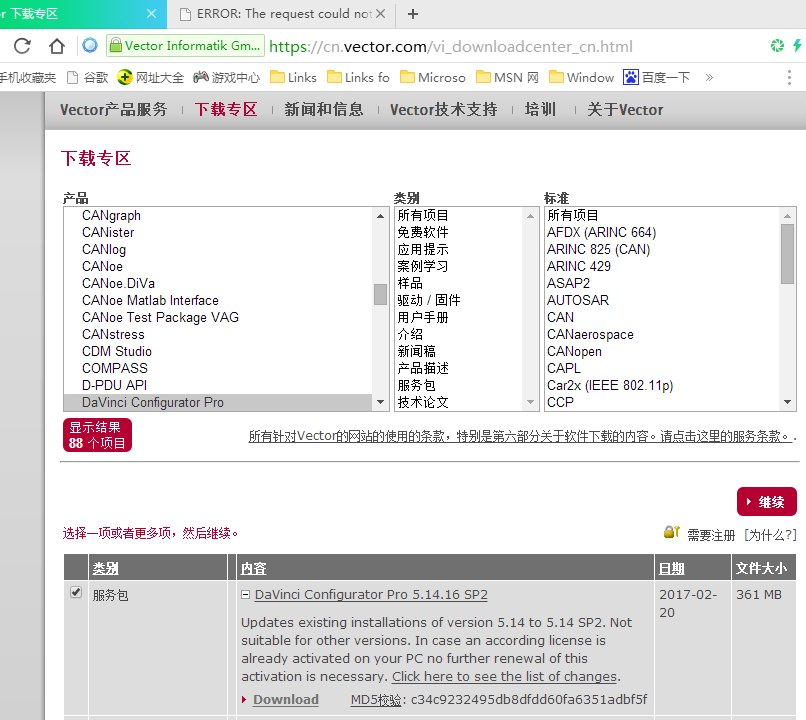 r 下载专区
ERROR: The request could not
Vector Informatik Gm... https://cn.vector.com/vi_downloadcenter_cn.html
手机收藏夹 谷歌 网址大全 游戏中心 Links Links fo Microso MSN 网 Window 百度一下 »
Vector产品服务 下载专区 新闻和信息 Vector技术支持 培训 关于Vector
下载专区
产品
CANgraph
CANister
CANlog
CANoe
CANoe.DiVa
CANoe Matlab Interface
CANoe Test Package VAG
CANstress
CDM Studio
COMPASS
D-PDU API
DaVinci Configurator Pro
类别
所有项目
免费软件
应用提示
案例学习
样品
驱动 / 固件
用户手册
介绍
新闻稿
产品描述
服务包
技术论文
标准
所有项目
AFDX (ARINC 664)
ARINC 825 (CAN)
ARINC 429
ASAP2
AUTOSAR
CAN
CANaerospace
CANopen
CAPL
Car2x (IEEE 802.11p)
CCP
显示结果
88 个项目
所有针对Vector的网站的使用的条款，特别是第六部分关于软件下载的内容。请点击这里的服务条款。.
继续
选择一项或者更多项，然后继续。
需要注册 [为什么?]
类别 内容 日期 文件大小
服务包
DaVinci Configurator Pro 5.14.16 SP2
Updates existing installations of version 5.14 to 5.14 SP2. Not
suitable for other versions. In case an according license is
already activated on your PC no further renewal of this
activation is necessary. Click here to see the list of changes.
Download MD5校验: c34c9232495db8dfdd60fa6351adbf5f
2017-02-
20
361 MB